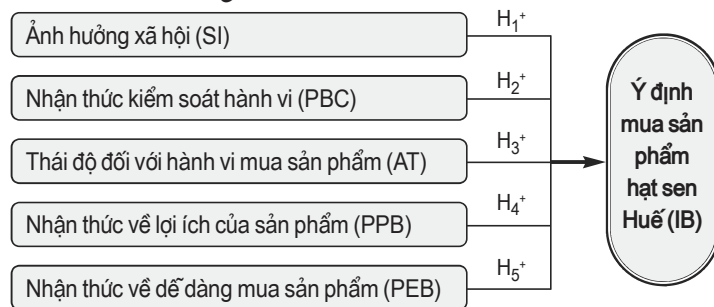 Ảnh hưởng xã hội (SI)
H₁⁺
Nhận thức kiểm soát hành vi (PBC)
H₂⁺
Thái độ đối với hành vi mua sản phẩm (AT)
H₃⁺
Nhận thức về lợi ích của sản phẩm (PPB)
H₄⁺
Nhận thức về dễ dàng mua sản phẩm (PEB)
H₅⁺
Ý định
mua sản
phẩm
hạt sen
Huế (IB)